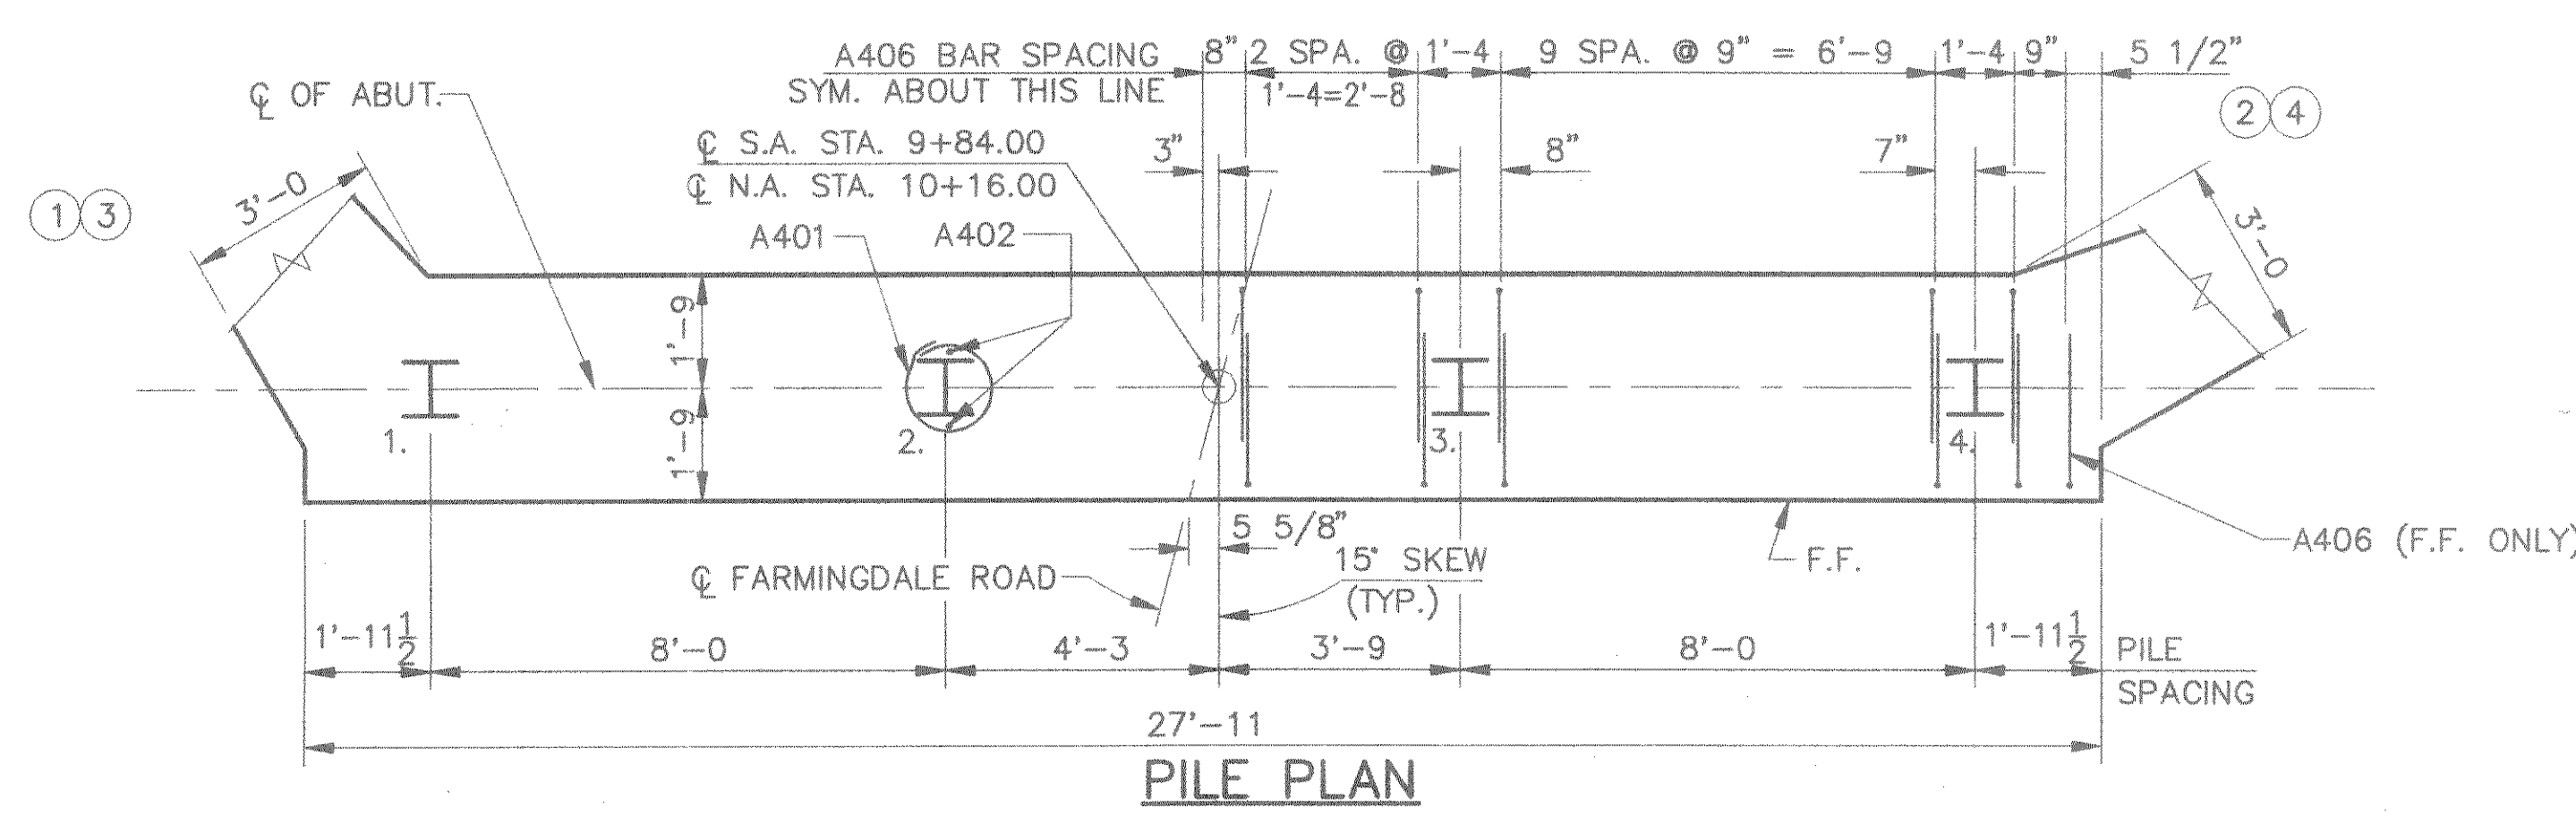 A406 BAR SPACING
SYM. ABOUT THIS LINE
8" 2 SPA. @ 1'-4 9 SPA. @ 9" = 6'-9 1'-4 9" 5 1/2"
1'-4=2'-8
℄ OF ABUT.
2 4
℄ S.A. STA. 9+84.00
℄ N.A. STA. 10+16.00
3" 8" 7"
1 3
3'-0
3'-0
A401 A402
1'-9
1'-9
1. 2. 3. 4.
5 5/8"
A406 (F.F. ONLY)
15° SKEW
(TYP.)
F.F.
℄ FARMINGDALE ROAD
1'-11 1/2 8'-0 4'-3 3'-9 8'-0 1'-11 1/2 PILE
SPACING
27'-11
PILE PLAN